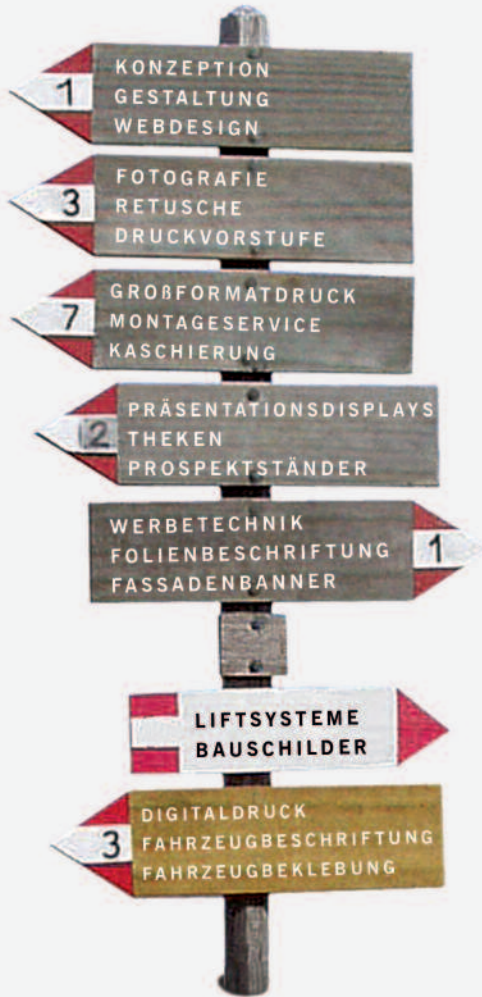 1
KONZEPTION
GESTALTUNG
WEBDESIGN
3
FOTOGRAFIE
RETUSCHE
DRUCKVORSTUFE
7
GROßFORMATDRUCK
MONTAGESERVICE
KASCHIERUNG
2
PRÄSENTATIONSDISPLAYS
THEKEN
PROSPEKTSTÄNDER
WERBETECHNIK
FOLIENBESCHRIFTUNG
FASSADENBANNER
1
LIFTSYSTEME
BAUSCHILDER
3
DIGITALDRUCK
FAHRZEUGBESCHRIFTUNG
FAHRZEUGBEKLEBUNG